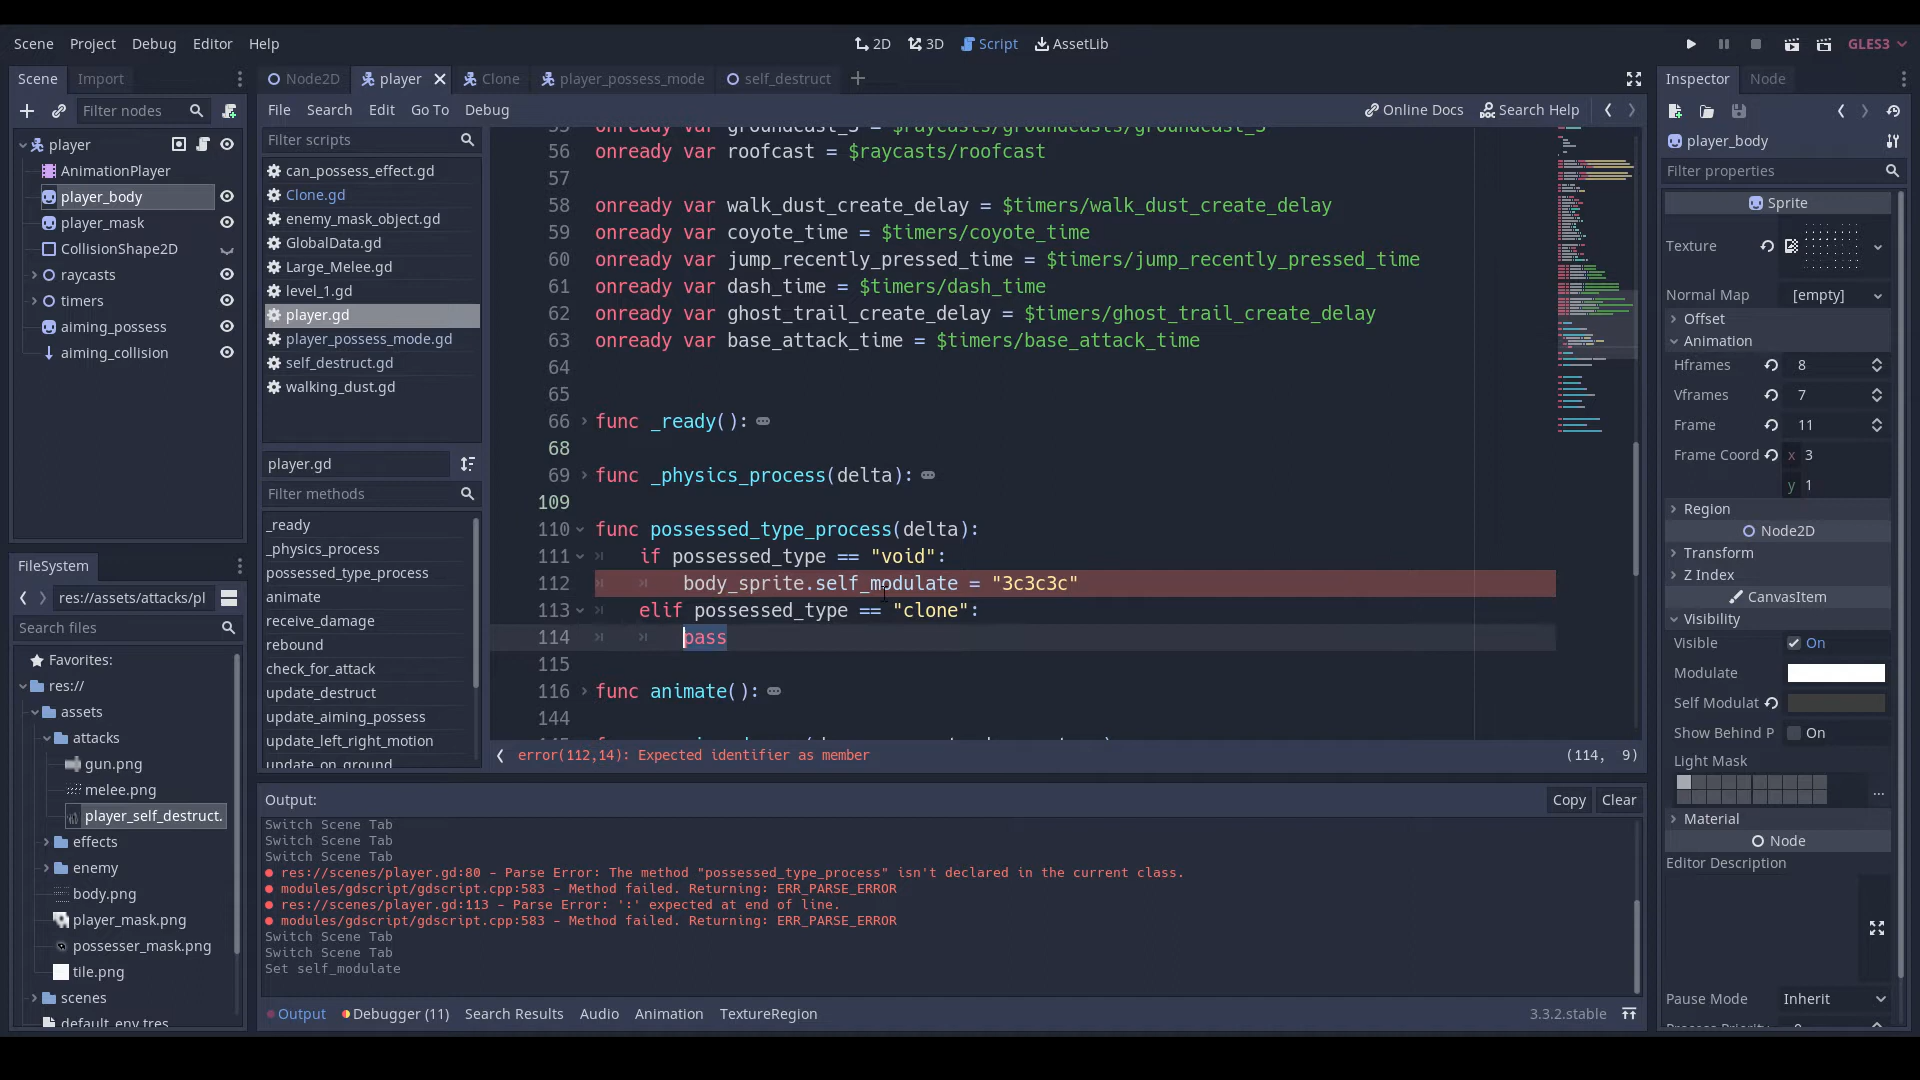 Scene Project Debug Editor Help 2D 3D Script AssetLib GLES3
Scene Import
Filter nodes
player
AnimationPlayer
player_body
player_mask
CollisionShape2D
raycasts
timers
aiming_possess
aiming_collision
FileSystem
res://assets/attacks/pl
Search files
Favorites:
res://
assets
attacks
gun.png
melee.png
player_self_destruct.
effects
enemy
body.png
player_mask.png
possesser_mask.png
tile.png
scenes
default_env.tres
Node2D player Clone player_possess_mode self_destruct
File Search Edit Go To Debug Online Docs Search Help
Filter scripts
can_possess_effect.gd
Clone.gd
enemy_mask_object.gd
GlobalData.gd
Large_Melee.gd
level_1.gd
player.gd
player_possess_mode.gd
self_destruct.gd
walking_dust.gd
player.gd
Filter methods
_ready
_physics_process
possessed_type_process
animate
receive_damage
rebound
check_for_attack
update_destruct
update_aiming_possess
update_left_right_motion
update_on_ground
55 onready var groundcast_3 = $raycasts/groundcasts/groundcast_3
56 onready var roofcast = $raycasts/roofcast
57
58 onready var walk_dust_create_delay = $timers/walk_dust_create_delay
59 onready var coyote_time = $timers/coyote_time
60 onready var jump_recently_pressed_time = $timers/jump_recently_pressed_time
61 onready var dash_time = $timers/dash_time
62 onready var ghost_trail_create_delay = $timers/ghost_trail_create_delay
63 onready var base_attack_time = $timers/base_attack_time
64
65
66 func _ready():
68
69 func _physics_process(delta):
109
110 func possessed_type_process(delta):
111 if possessed_type == "void":
112 body_sprite.self_modulate = "3c3c3c"
113 elif possessed_type == "clone":
114 pass
115
116 func animate():
144
error(112,14): Expected identifier as member (114, 9)
Output: Copy Clear
Switch Scene Tab
Switch Scene Tab
Switch Scene Tab
res://scenes/player.gd:80 - Parse Error: The method "possessed_type_process" isn't declared in the current class.
modules/gdscript/gdscript.cpp:583 - Method failed. Returning: ERR_PARSE_ERROR
res://scenes/player.gd:113 - Parse Error: ':' expected at end of line.
modules/gdscript/gdscript.cpp:583 - Method failed. Returning: ERR_PARSE_ERROR
Switch Scene Tab
Switch Scene Tab
Set self_modulate
Output Debugger (11) Search Results Audio Animation TextureRegion 3.3.2.stable
Inspector Node
player_body
Filter properties
Sprite
Texture
Normal Map [empty]
Offset
Animation
Hframes 8
Vframes 7
Frame 11
Frame Coord x 3
y 1
Region
Node2D
Transform
Z Index
CanvasItem
Visibility
Visible On
Modulate
Self Modulat
Show Behind P On
Light Mask
...
Material
Node
Editor Description
Pause Mode Inherit